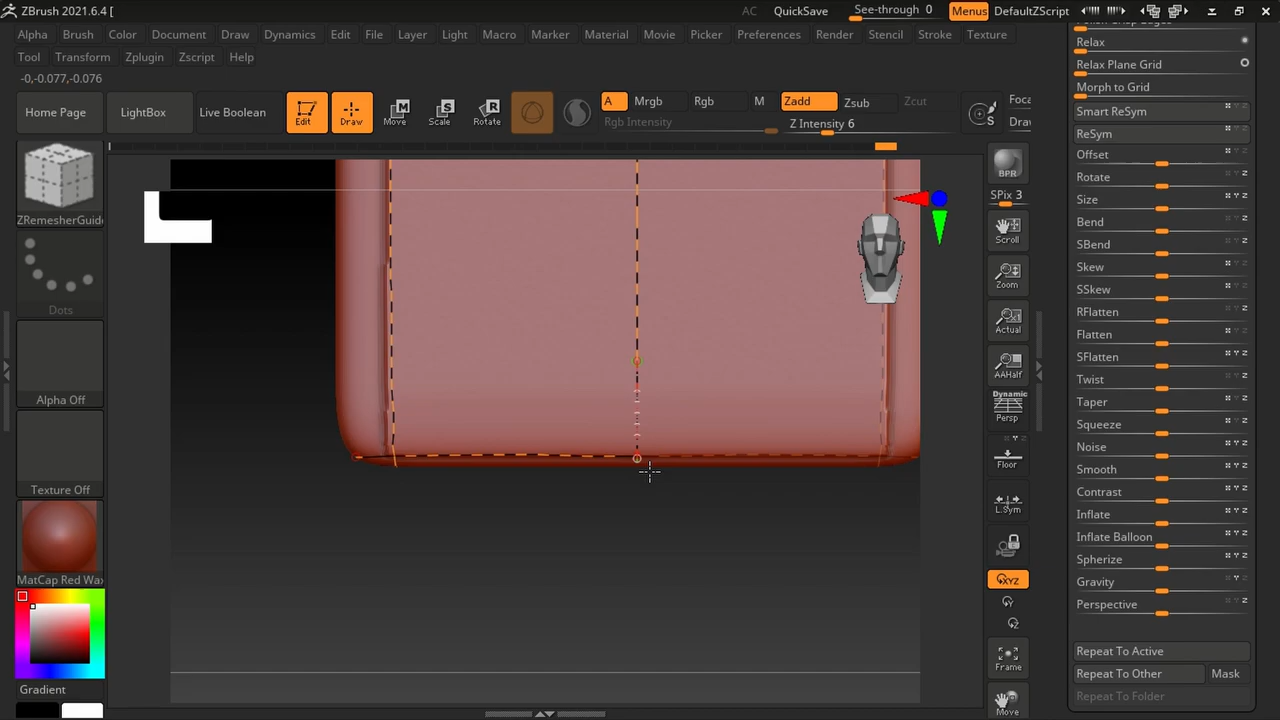 ZBrush 2021.6.4 [
AC
QuickSave
See-through 0
Menus
DefaultZScript
Alpha Brush Color Document Draw Dynamics Edit File Layer Light Macro Marker Material Movie Picker Preferences Render Stencil Stroke Texture
Tool Transform Zplugin Zscript Help
-0,-0.077,-0.076
Home Page
LightBox
Live Boolean
Edit
Draw
M
Move
S
Scale
R
Rotate
A
Mrgb
Rgb
M
Zadd
Zsub
Zcut
Rgb Intensity
Z Intensity 6
S
Foca
Draw
ZRemesherGuide
Dots
Alpha Off
Texture Off
MatCap Red Wax
Gradient
BPR
SPix 3
Scroll
Zoom
Actual
AAHalf
Dynamic
Persp
Floor
L.Sym
XYZ
Y
Z
Frame
Move
Relax
Relax Plane Grid
Morph to Grid
Smart ReSym
ReSym
Offset
Rotate
Size
Bend
SBend
Skew
SSkew
RFlatten
Flatten
SFlatten
Twist
Taper
Squeeze
Noise
Smooth
Contrast
Inflate
Inflate Balloon
Spherize
Gravity
Perspective
Repeat To Active
Repeat To Other
Mask
Repeat To Folder